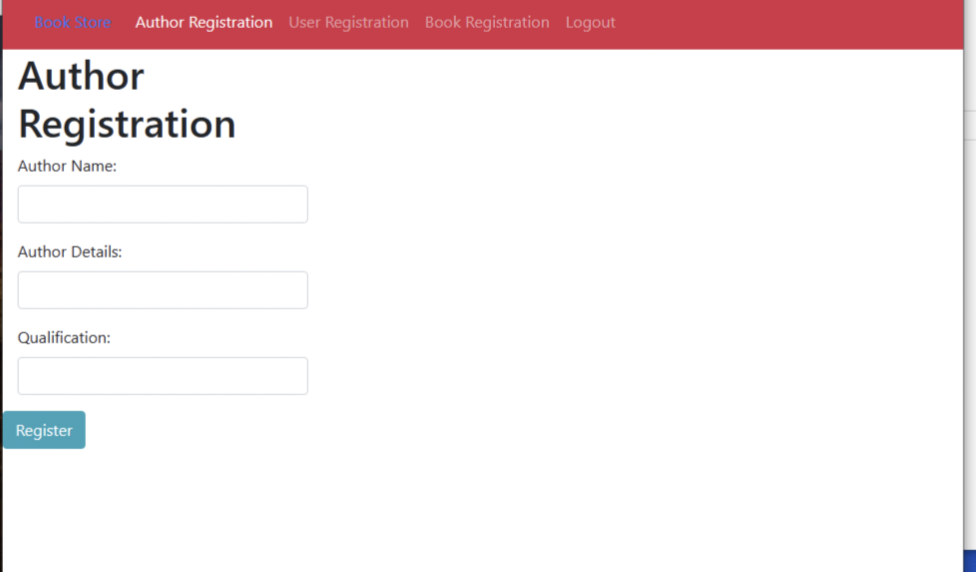 Book Store Author Registration User Registration Book Registration Logout
Author
Registration
Author Name:
Author Details:
Qualification:
Register